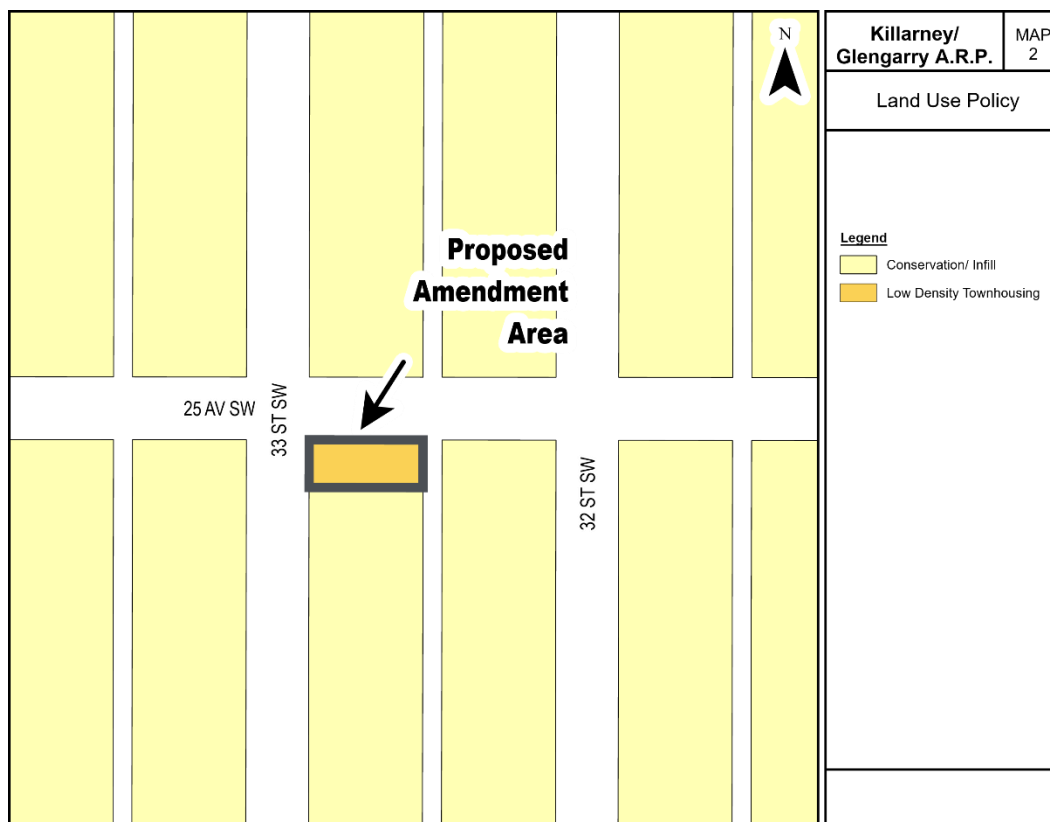 N
Proposed
Amendment
Area
25 AV SW
33 ST SW
32 ST SW
Killarney/
Glengarry A.R.P.
MAP
2
Land Use Policy
Legend
Conservation/ Infill
Low Density Townhousing